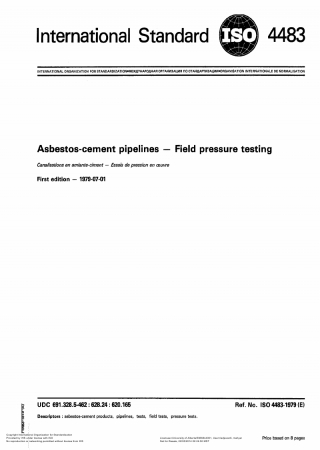 International Standard ISO 4483
INTERNATIONAL ORGANIZATION FOR STANDARDIZATION•МЕЖДУНАРОДНАЯ ОРГАНИЗАЦИЯ ПО СТАНДАРТИЗАЦИИ•ORGANISATION INTERNATIONALE DE NORMALISATION
Asbestos-cement pipelines — Field pressure testing
Canalisations en amiante-ciment — Essais de pression en œuvre
First edition — 1979-07-01
UDC 691.328.5-462 : 628.24 : 620.165
Ref. No. ISO 4483-1979 (E)
Descriptors : asbestos-cement products, pipelines, tests, field tests, pressure tests.
Price based on 8 pages